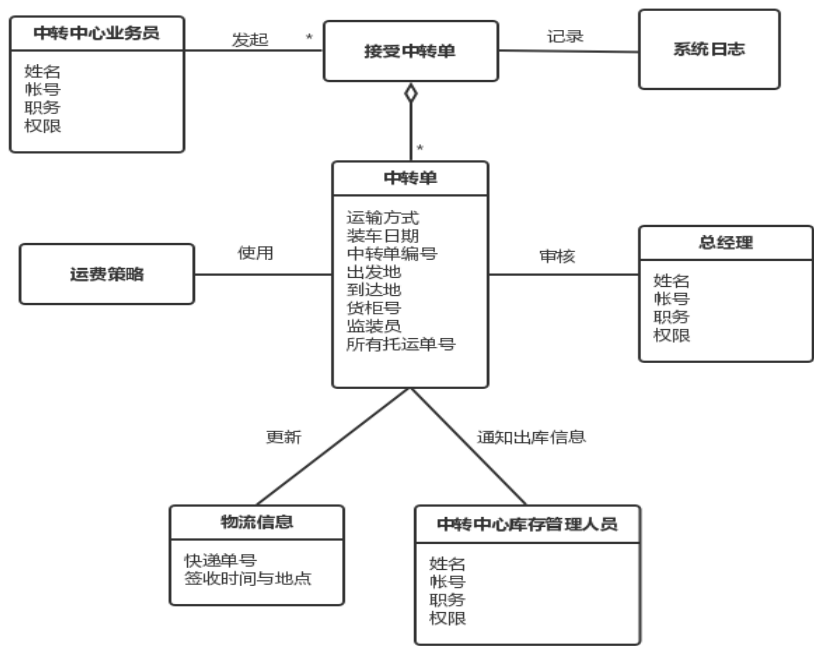 中转中心业务员
姓名
帐号
职务
权限
发起
*
接受中转单
记录
系统日志
*
中转单
运输方式
装车日期
中转单编号
出发地
到达地
货柜号
监装员
所有托运单号
运费策略
使用
审核
总经理
姓名
帐号
职务
权限
更新
通知出库信息
物流信息
快递单号
签收时间与地点
中转中心库存管理人员
姓名
帐号
职务
权限